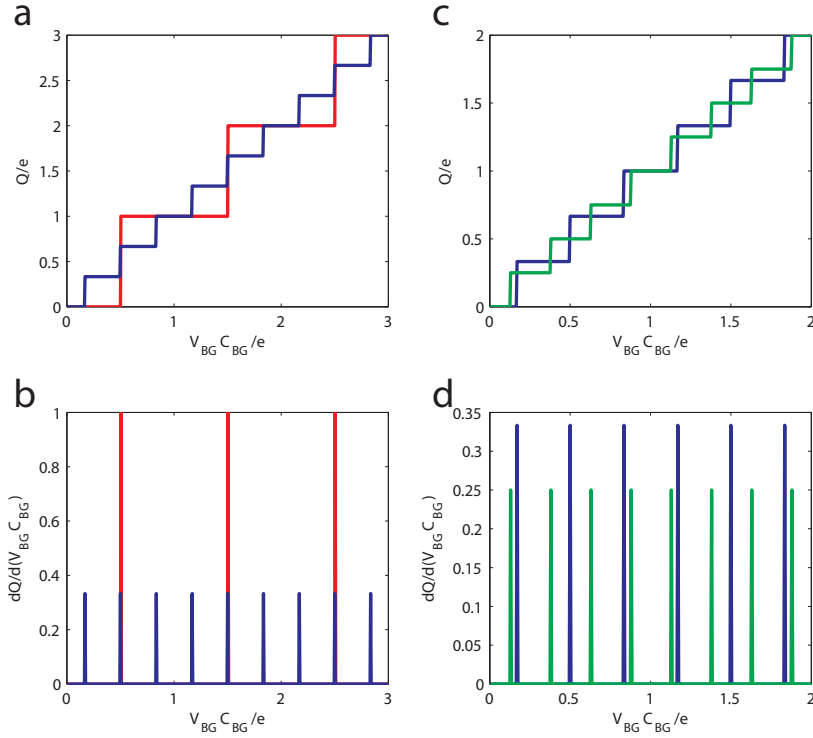 a
3
2.5
2
1.5
1
0.5
0
Q/e
0 1 2 3
V_BG C_BG /e
c
2
1.5
1
0.5
0
Q/e
0 0.5 1 1.5 2
V_BG C_BG /e
b
1
0.8
0.6
0.4
0.2
0
dQ/d(V_BG C_BG)
0 1 2 3
V_BG C_BG /e
d
0.35
0.3
0.25
0.2
0.15
0.1
0.05
0
dQ/d(V_BG C_BG)
0 0.5 1 1.5 2
V_BG C_BG /e